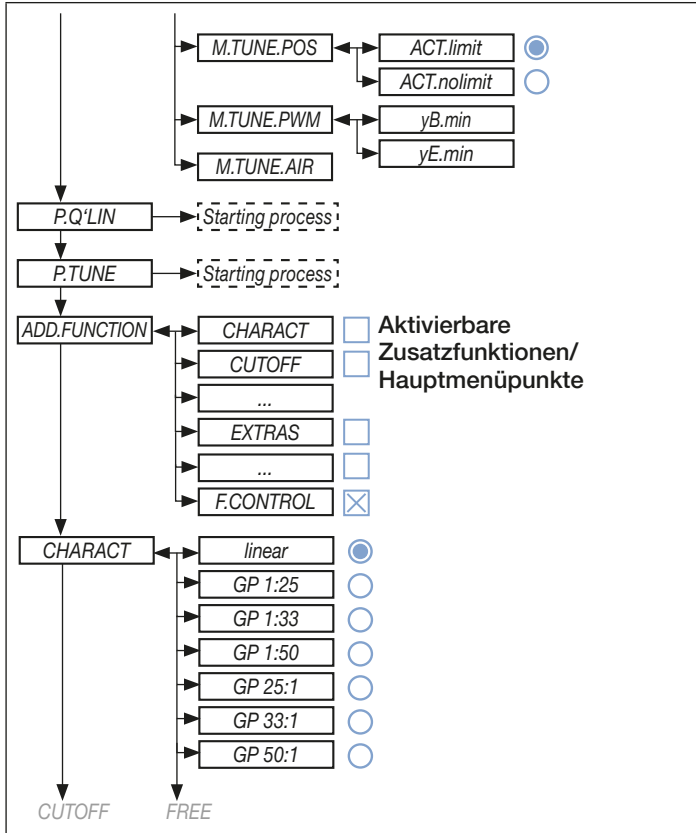 M.TUNE.POS
ACT.limit
ACT.nolimit
M.TUNE.PWM
yB.min
yE.min
M.TUNE.AIR
P.Q'LIN
Starting process
P.TUNE
Starting process
ADD.FUNCTION
CHARACT
CUTOFF
...
EXTRAS
...
F.CONTROL
Aktivierbare
Zusatzfunktionen/
Hauptmenüpunkte
CHARACT
linear
GP 1:25
GP 1:33
GP 1:50
GP 25:1
GP 33:1
GP 50:1
CUTOFF
FREE